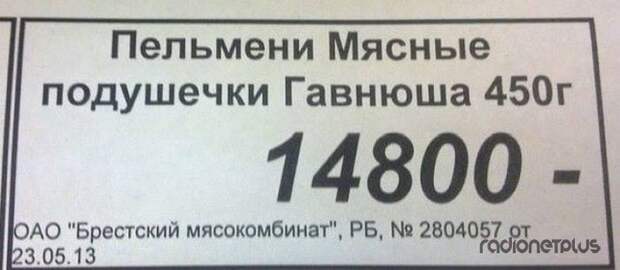 Пельмени Мясные
подушечки Гавнюша 450г
14800 -
ОАО "Брестский мясокомбинат", РБ, № 2804057 от
23.05.13
radionetplus